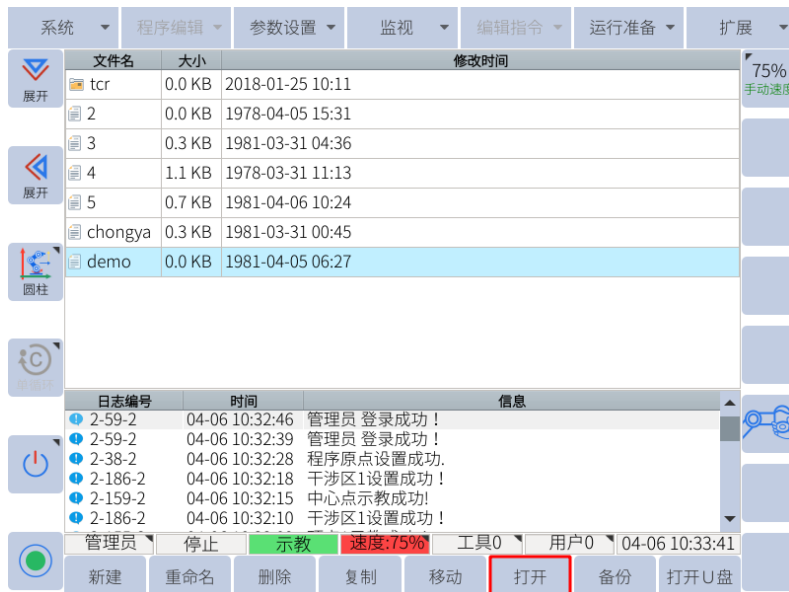 系统 程序编辑 参数设置 监视 编辑指令 运行准备 扩展
文件名 大小 修改时间
tcr 0.0 KB 2018-01-25 10:11
2 0.0 KB 1978-04-05 15:31
3 0.3 KB 1981-03-31 04:36
4 1.1 KB 1978-03-31 11:13
5 0.7 KB 1981-04-06 10:24
chongya 0.3 KB 1981-03-31 00:45
demo 0.0 KB 1981-04-05 06:27
展开
展开
圆柱
75%
手动速度
日志编号 时间 信息
2-59-2 04-06 10:32:46 管理员 登录成功！
2-59-2 04-06 10:32:39 管理员 登录成功！
2-38-2 04-06 10:32:28 程序原点设置成功.
2-186-2 04-06 10:32:18 干涉区1设置成功！
2-159-2 04-06 10:32:15 中心点示教成功!
2-186-2 04-06 10:32:10 干涉区1设置成功！
管理员 停止 示教 速度:75% 工具0 用户0 04-06 10:33:41
新建 重命名 删除 复制 移动 打开 备份 打开U盘